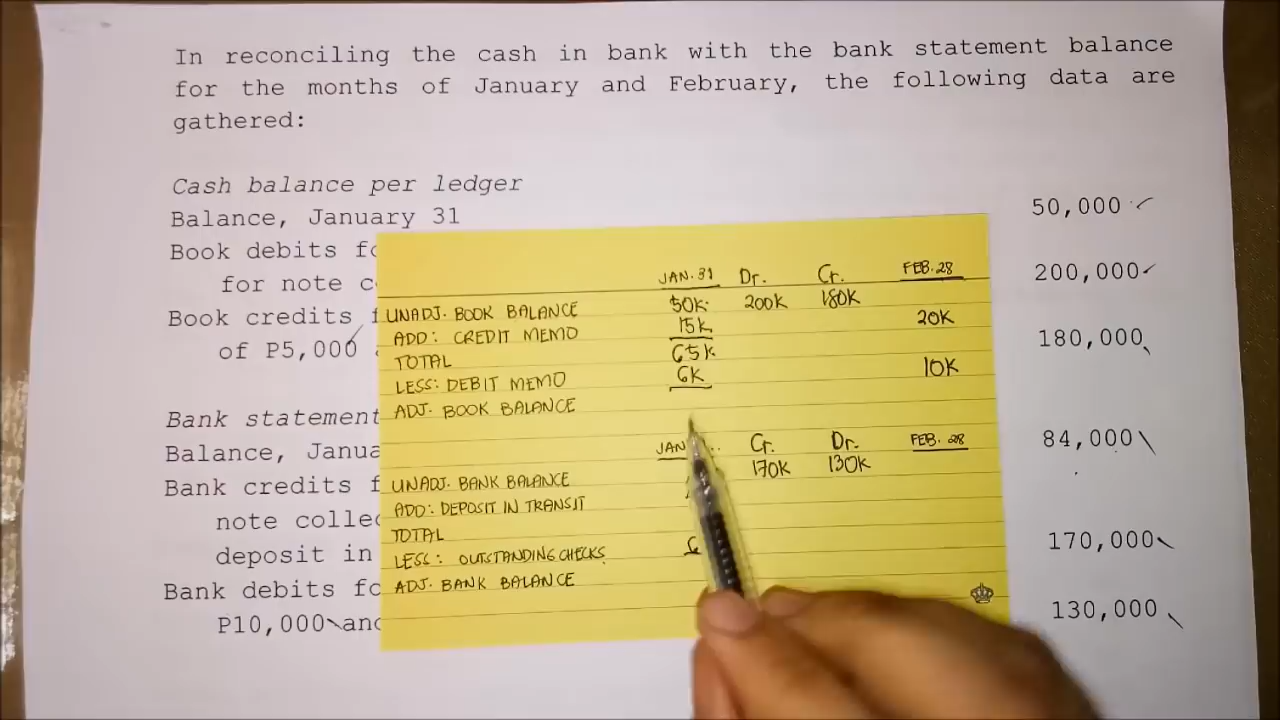 In reconciling the cash in bank with the bank statement balance
for the months of January and February, the following data are
gathered:
Cash balance per ledger
Balance, January 31 50,000
Book debits
for note 200,000
Book credits
of P5,000 180,000
Bank statement
Balance, 84,000
Bank credits
note
deposit in 170,000
Bank debits
P10,000 130,000
JAN. 31 Dr. Cr. FEB. 28
UNADJ. BOOK BALANCE 50K 200K 180K
ADD: CREDIT MEMO 15K 20K
TOTAL 65K
LESS: DEBIT MEMO 6K 10K
ADJ. BOOK BALANCE
JAN Cr. Dr. FEB. 28
UNADJ. BANK BALANCE 170K 130K
ADD: DEPOSIT IN TRANSIT
TOTAL
LESS: OUTSTANDING CHECKS
ADJ. BANK BALANCE